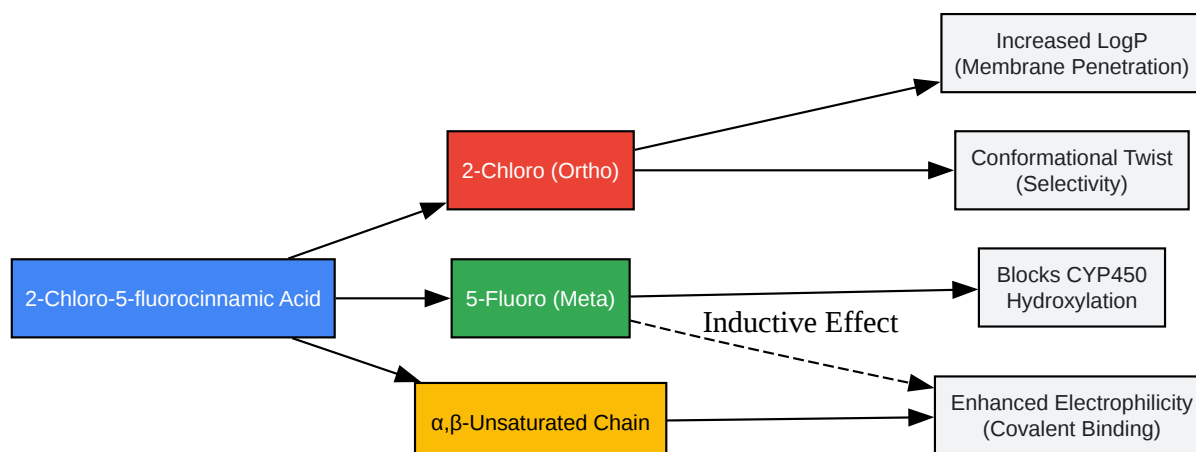 Increased LogP
(Membrane Penetration)
2-Chloro (Ortho)
Conformational Twist
(Selectivity)
2-Chloro-5-fluorocinnamic Acid
5-Fluoro (Meta)
Blocks CYP450
Hydroxylation
Inductive Effect
α,β-Unsaturated Chain
Enhanced Electrophilicity
(Covalent Binding)